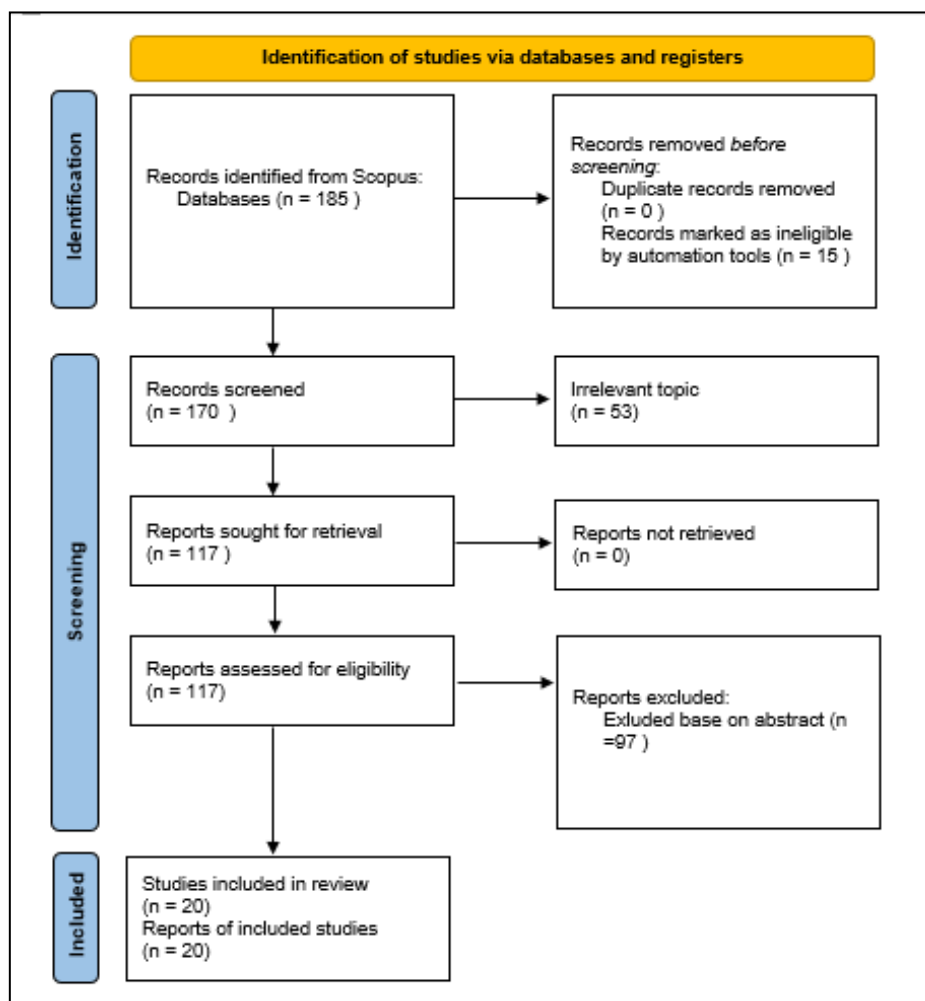 Identification of studies via databases and registers
Identification
Records identified from Scopus:
Databases (n = 185 )
Records removed before
screening:
Duplicate records removed
(n = 0 )
Records marked as ineligible
by automation tools (n = 15 )
Screening
Records screened
(n = 170 )
Irrelevant topic
(n = 53)
Reports sought for retrieval
(n = 117 )
Reports not retrieved
(n = 0)
Reports assessed for eligibility
(n = 117)
Reports excluded:
Exluded base on abstract (n
=97 )
Included
Studies included in review
(n = 20)
Reports of included studies
(n = 20)